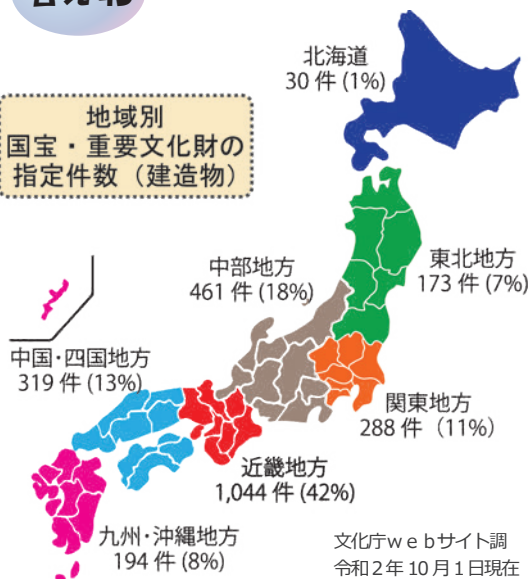 地域別
国宝・重要文化財の
指定件数（建造物）
北海道
30 件 (1%)
東北地方
173 件 (7%)
中部地方
461 件 (18%)
中国・四国地方
319 件 (13%)
関東地方
288 件（11%）
近畿地方
1,044 件 (42%)
九州・沖縄地方
194 件 (8%)
文化庁ｗｅｂサイト調
令和２年 10 月１日現在